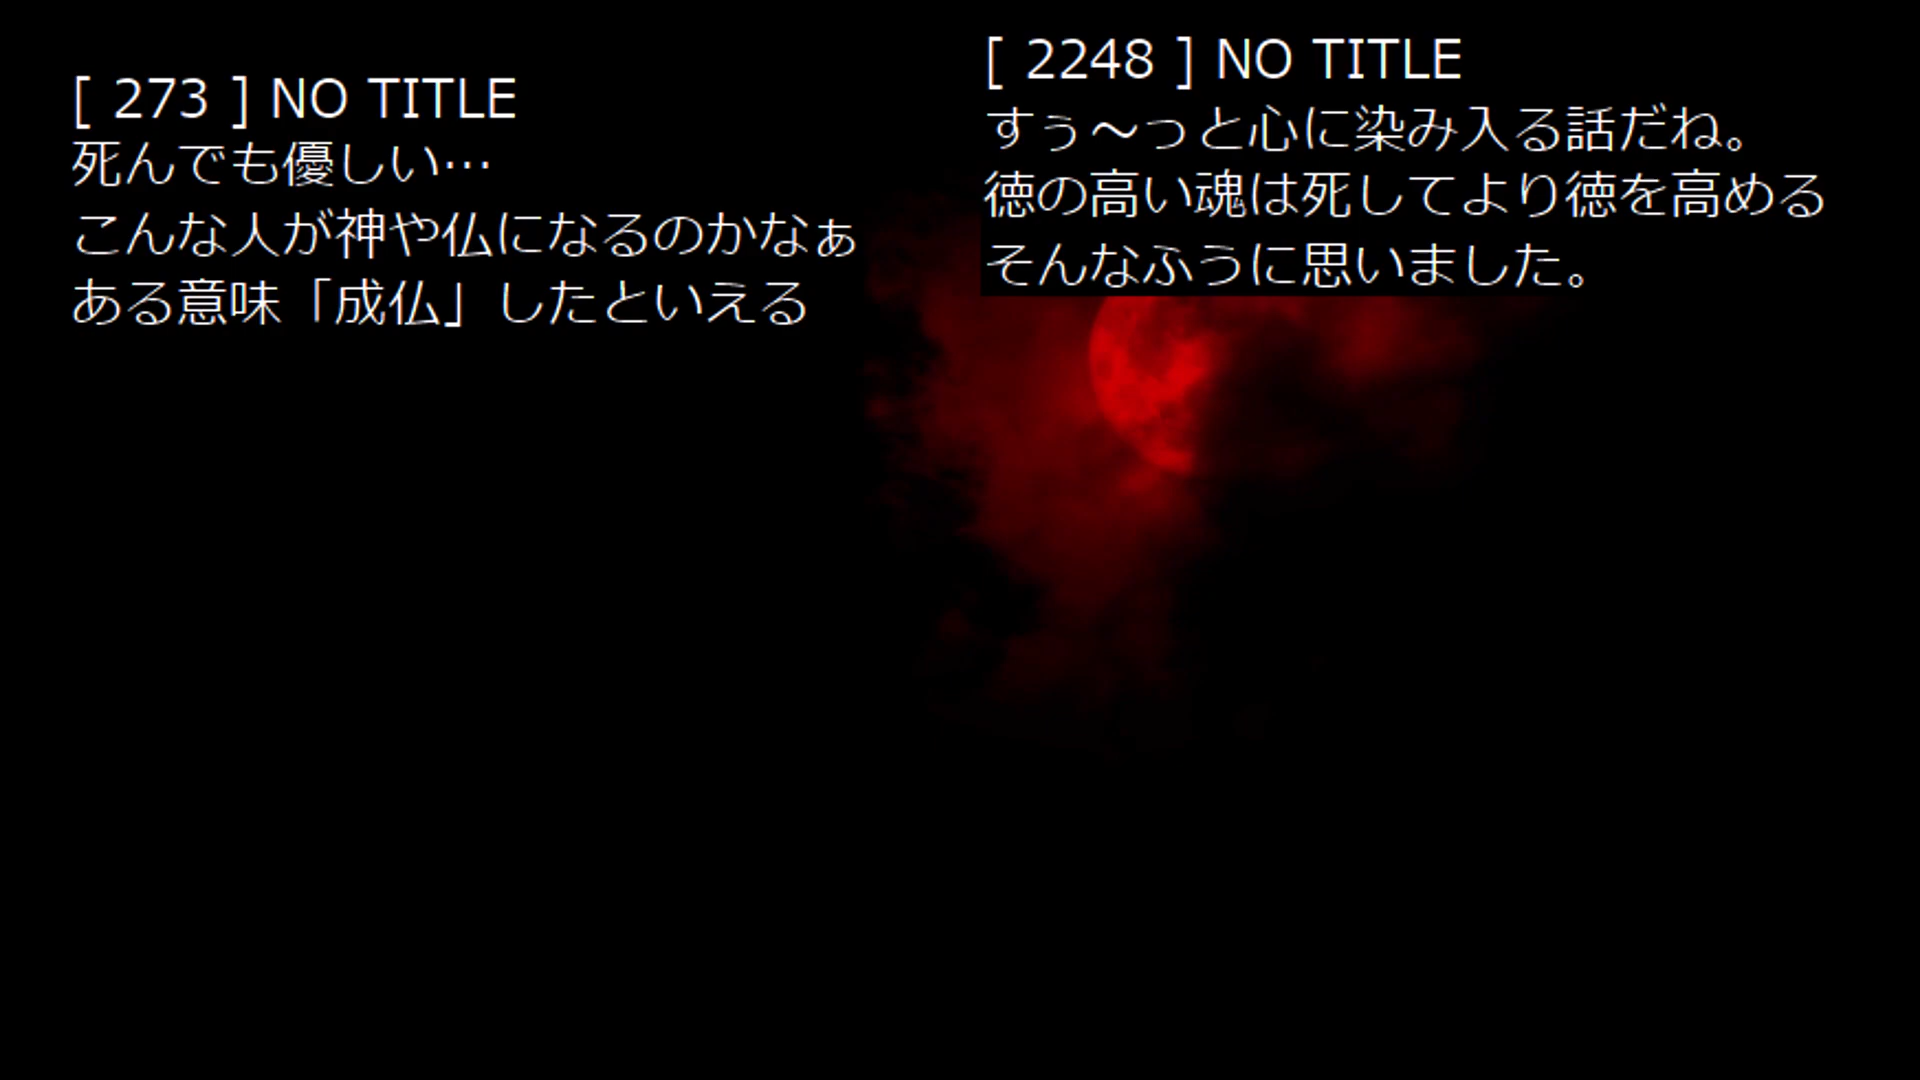 [ 273 ] NO TITLE
死んでも優しい…
こんな人が神や仏になるのかなぁ
ある意味「成仏」したといえる
[ 2248 ] NO TITLE
すぅ～っと心に染み入る話だね。
徳の高い魂は死してより徳を高める
そんなふうに思いました。